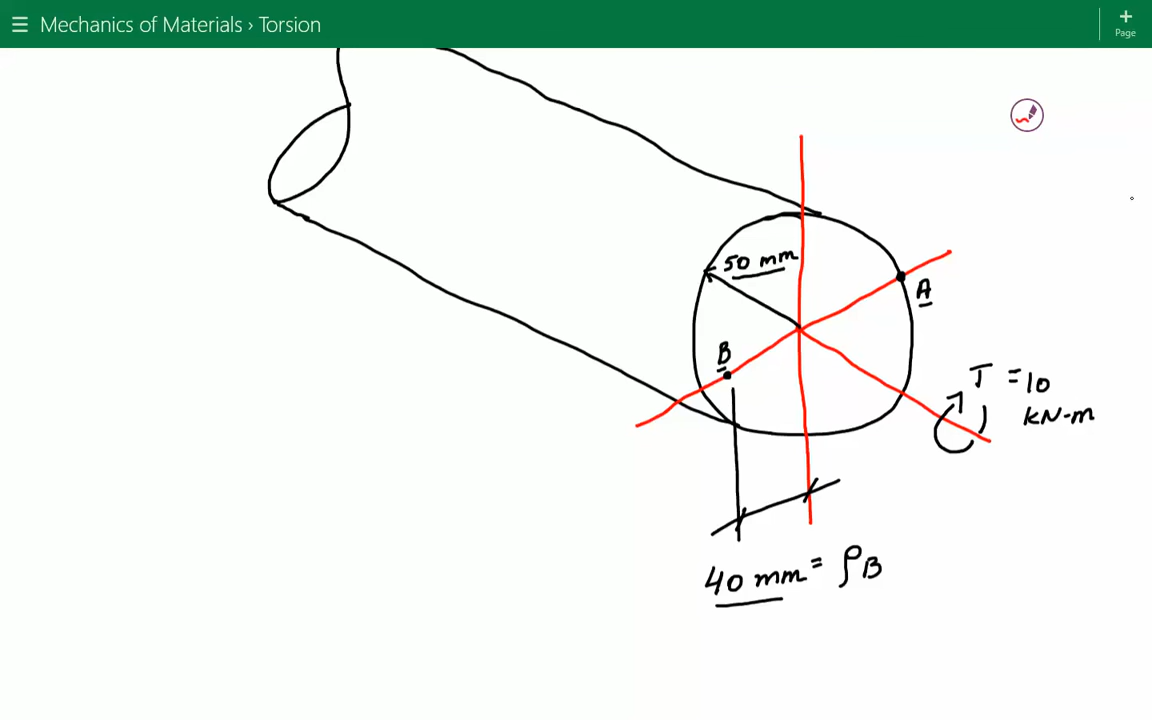 Mechanics of Materials › Torsion
Page
50 mm
A
B
T = 10
kN-m
40 mm = ρB